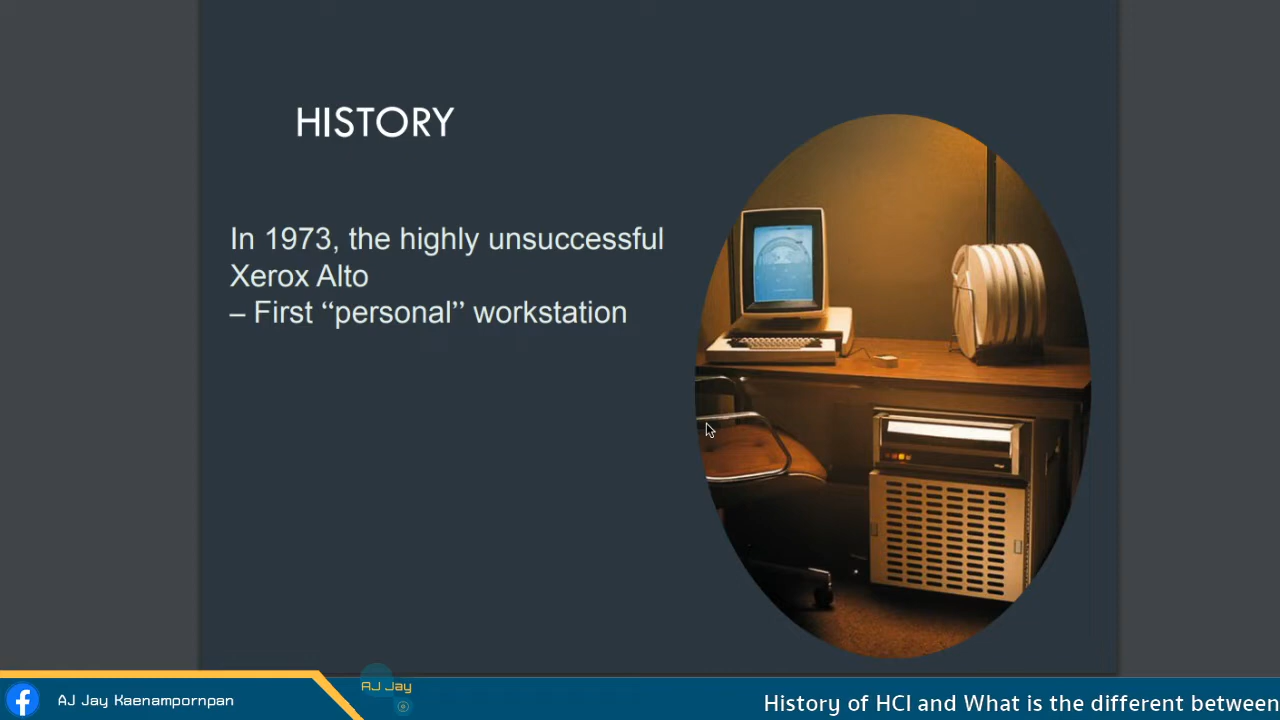 HISTORY
In 1973, the highly unsuccessful
Xerox Alto
– First “personal” workstation
AJ Jay Kaenampornpan
AJ Jay
History of HCI and What is the different between